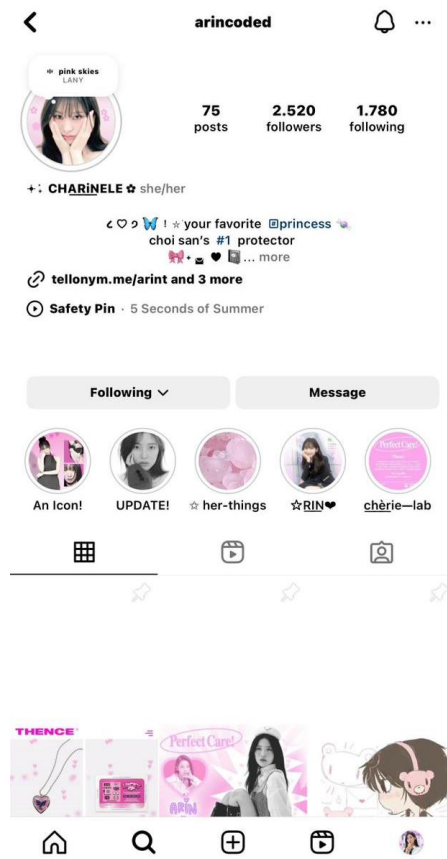 arincoded
pink skies
LANY
75
posts
2.520
followers
1.780
following
CHARiNELE ✿ she/her
૮ ♡ ა 🦋 ! ☆ your favorite @princess 🐚
choi san's #1 protector
🎀 ₊ ♥ 📓 ... more
tellonym.me/arint and 3 more
Safety Pin · 5 Seconds of Summer
Following
Message
An Icon!
UPDATE!
☆ her-things
☆RIN❤
chèrie—lab
Perfect Care!
THENCE
Perfect Care!
ARIN